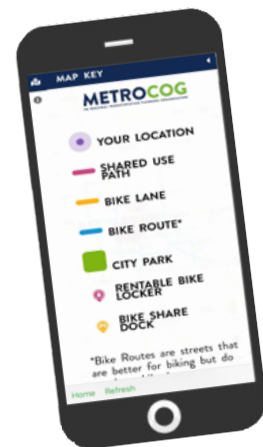 MAP KEY
METROCOG
YOUR LOCATION
SHARED USE
PATH
BIKE LANE
BIKE ROUTE*
CITY PARK
RENTABLE BIKE
LOCKER
BIKE SHARE
DOCK
*Bike Routes are streets that
are better for biking but do
Home Refresh